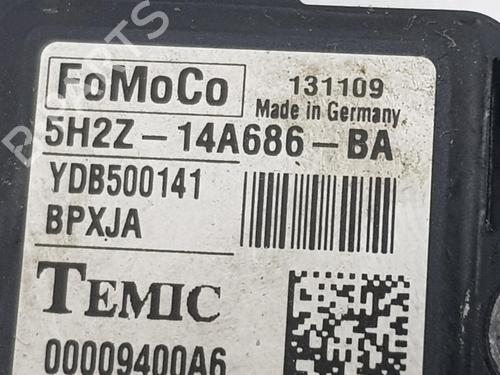 FoMoCo
131109
Made in Germany
5H2Z-14A686-BA
YDB500141
BPXJA
TEMIC
00009400A6